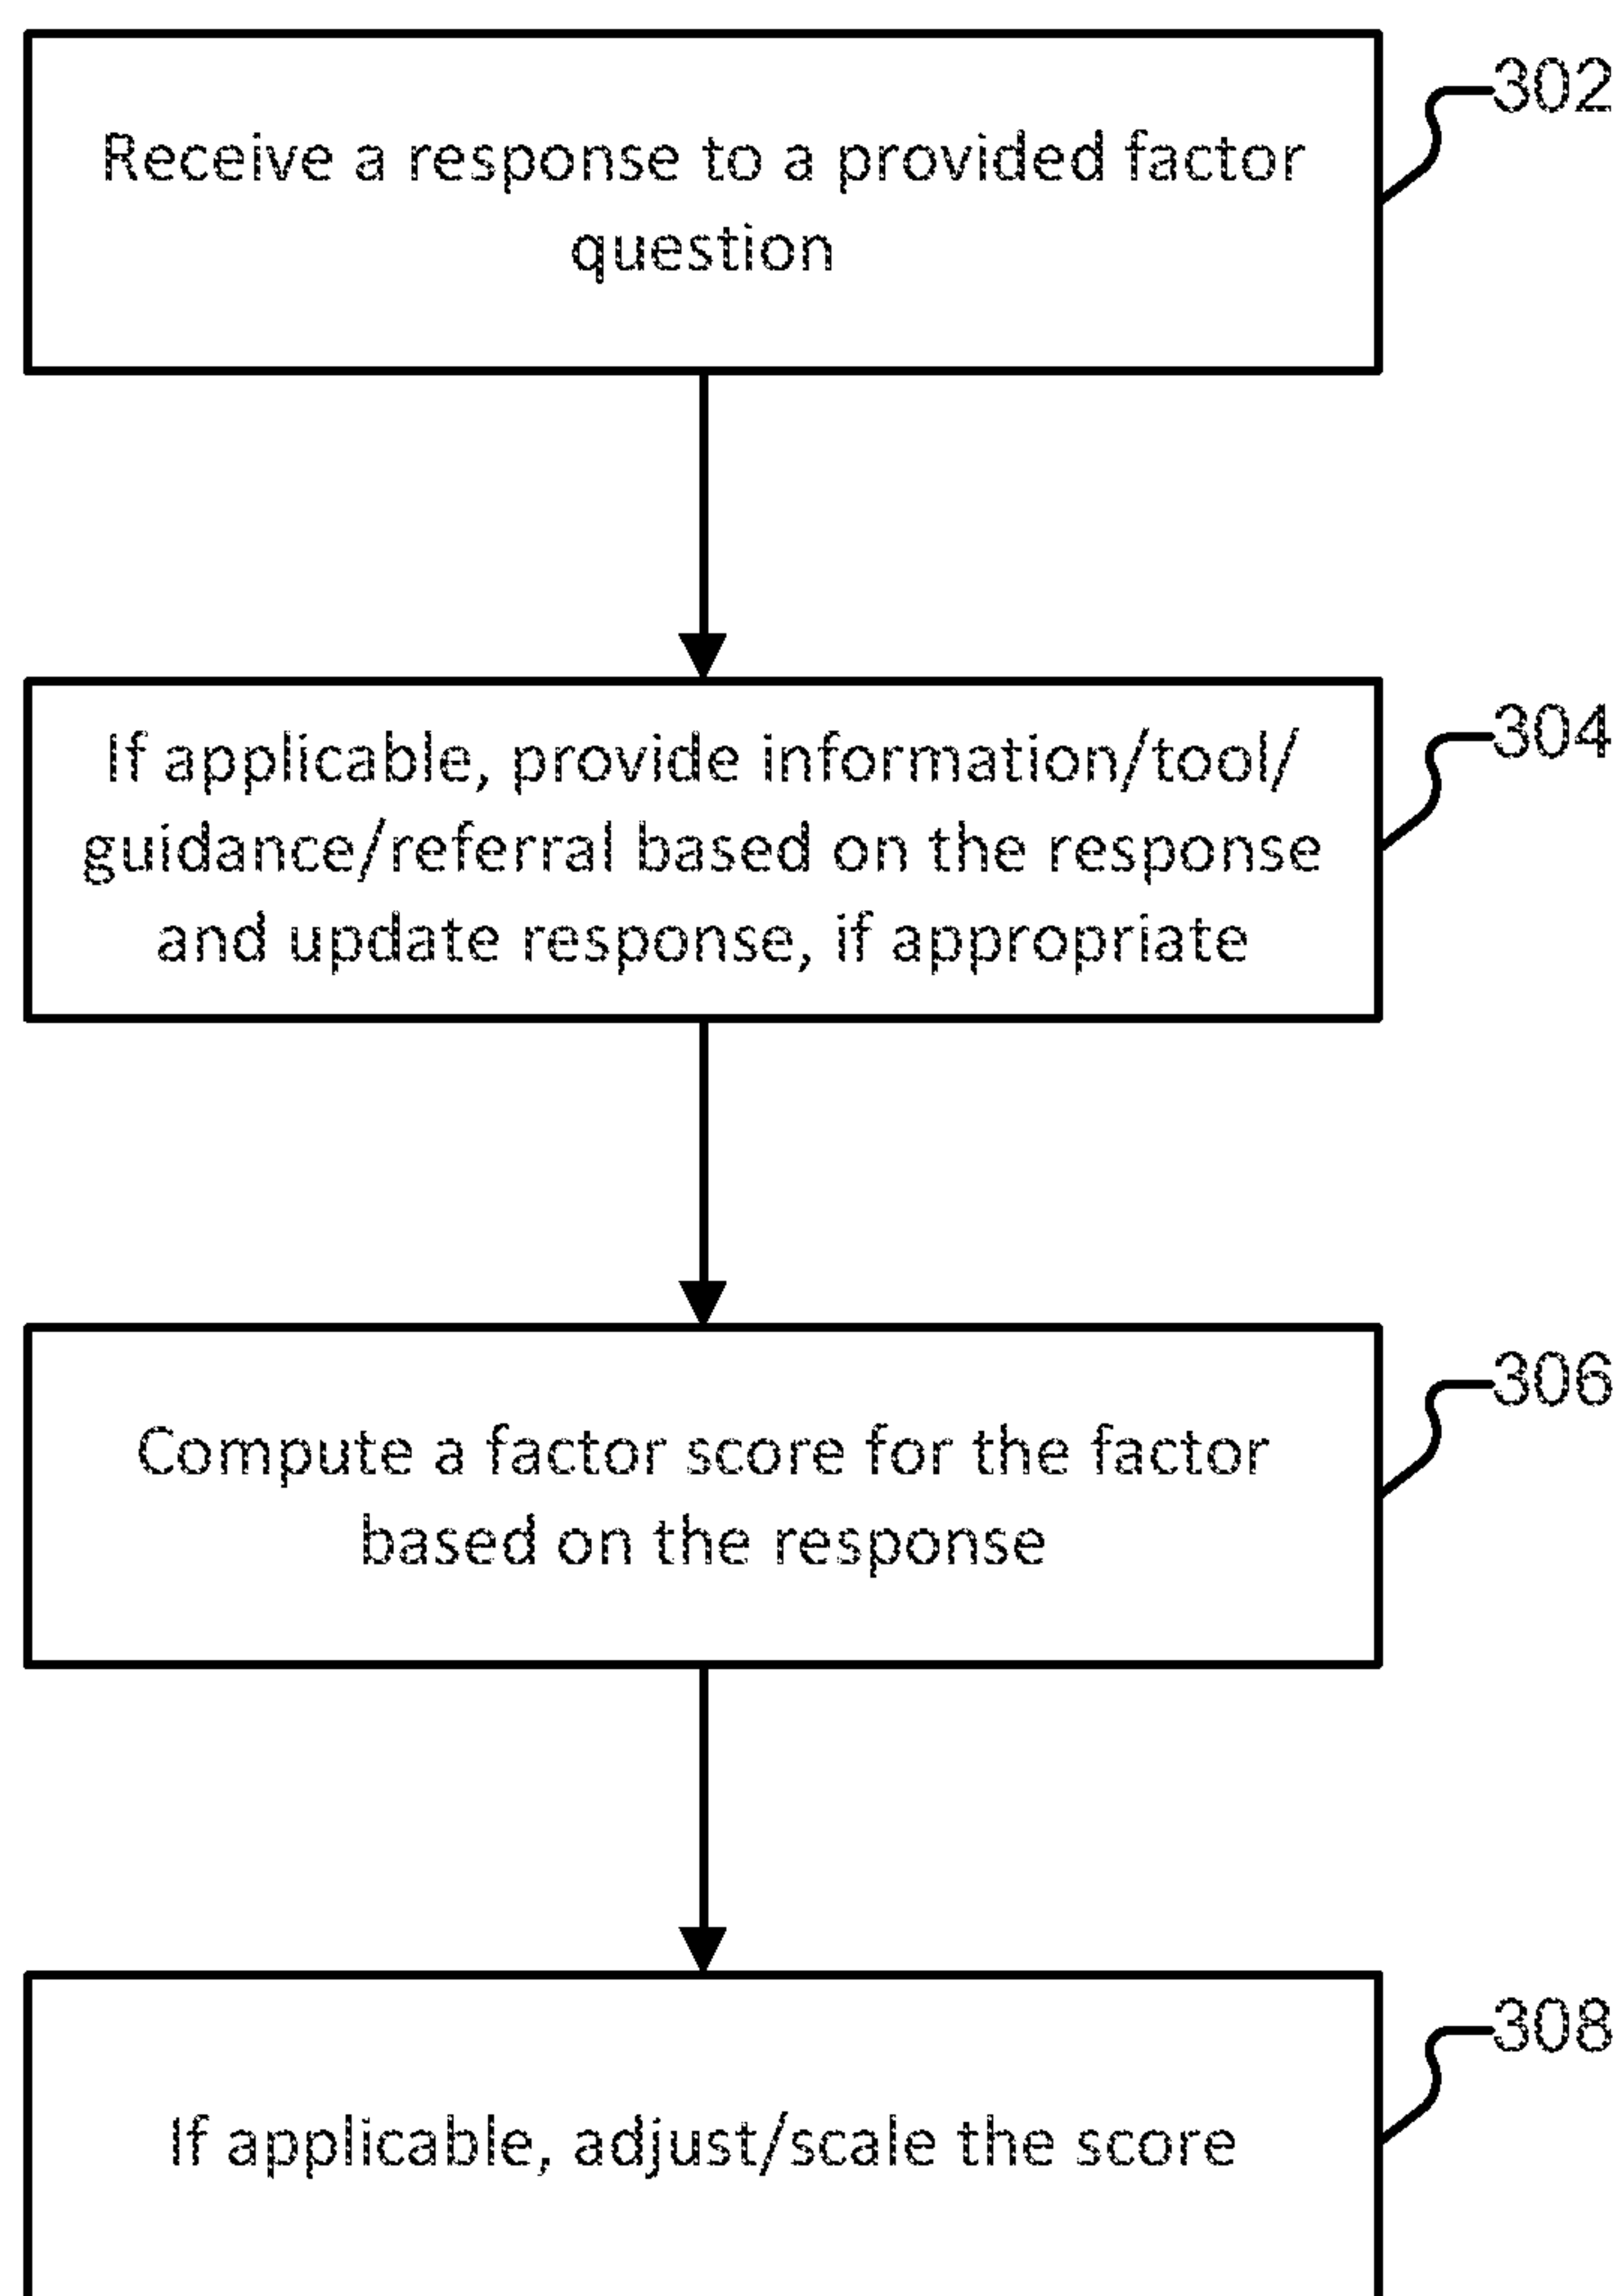 302
Receive a response to a provided factor
question
304
If applicable, provide information/tool/
guidance/referral based on the response
and update response, if appropriate
306
Compute a factor score for the factor
based on the response
308
If applicable, adjust/scale the score